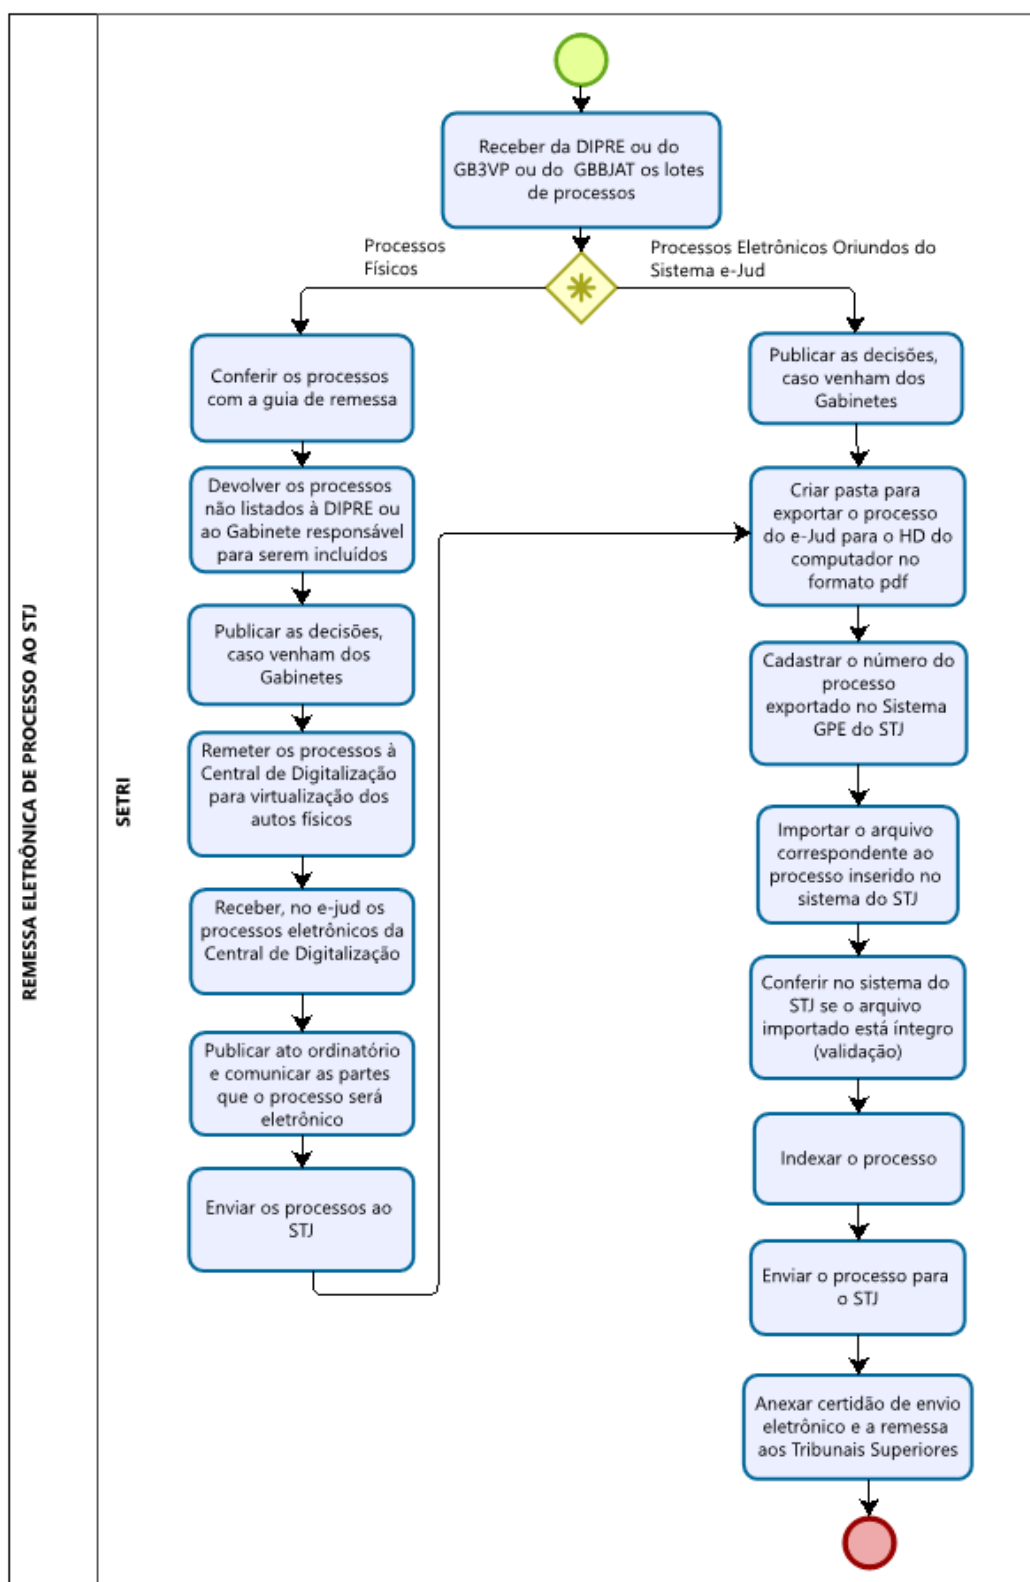 REMESSA ELETRÔNICA DE PROCESSO AO STJ
SETRI
Receber da DIPRE ou do
GB3VP ou do GBBJAT os lotes
de processos
Processos
Físicos
Processos Eletrônicos Oriundos do
Sistema e-Jud
Conferir os processos
com a guia de remessa
Devolver os processos
não listados à DIPRE ou
ao Gabinete responsável
para serem incluídos
Publicar as decisões,
caso venham dos
Gabinetes
Remeter os processos à
Central de Digitalização
para virtualização dos
autos físicos
Receber, no e-jud os
processos eletrônicos da
Central de Digitalização
Publicar ato ordinatório
e comunicar as partes
que o processo será
eletrônico
Enviar os processos ao
STJ
Publicar as decisões,
caso venham dos
Gabinetes
Criar pasta para
exportar o processo
do e-Jud para o HD do
computador no
formato pdf
Cadastrar o número do
processo
exportado no Sistema
GPE do STJ
Importar o arquivo
correspondente ao
processo inserido no
sistema do STJ
Conferir no sistema do
STJ se o arquivo
importado está íntegro
(validação)
Indexar o processo
Enviar o processo para
o STJ
Anexar certidão de envio
eletrônico e a remessa
aos Tribunais Superiores